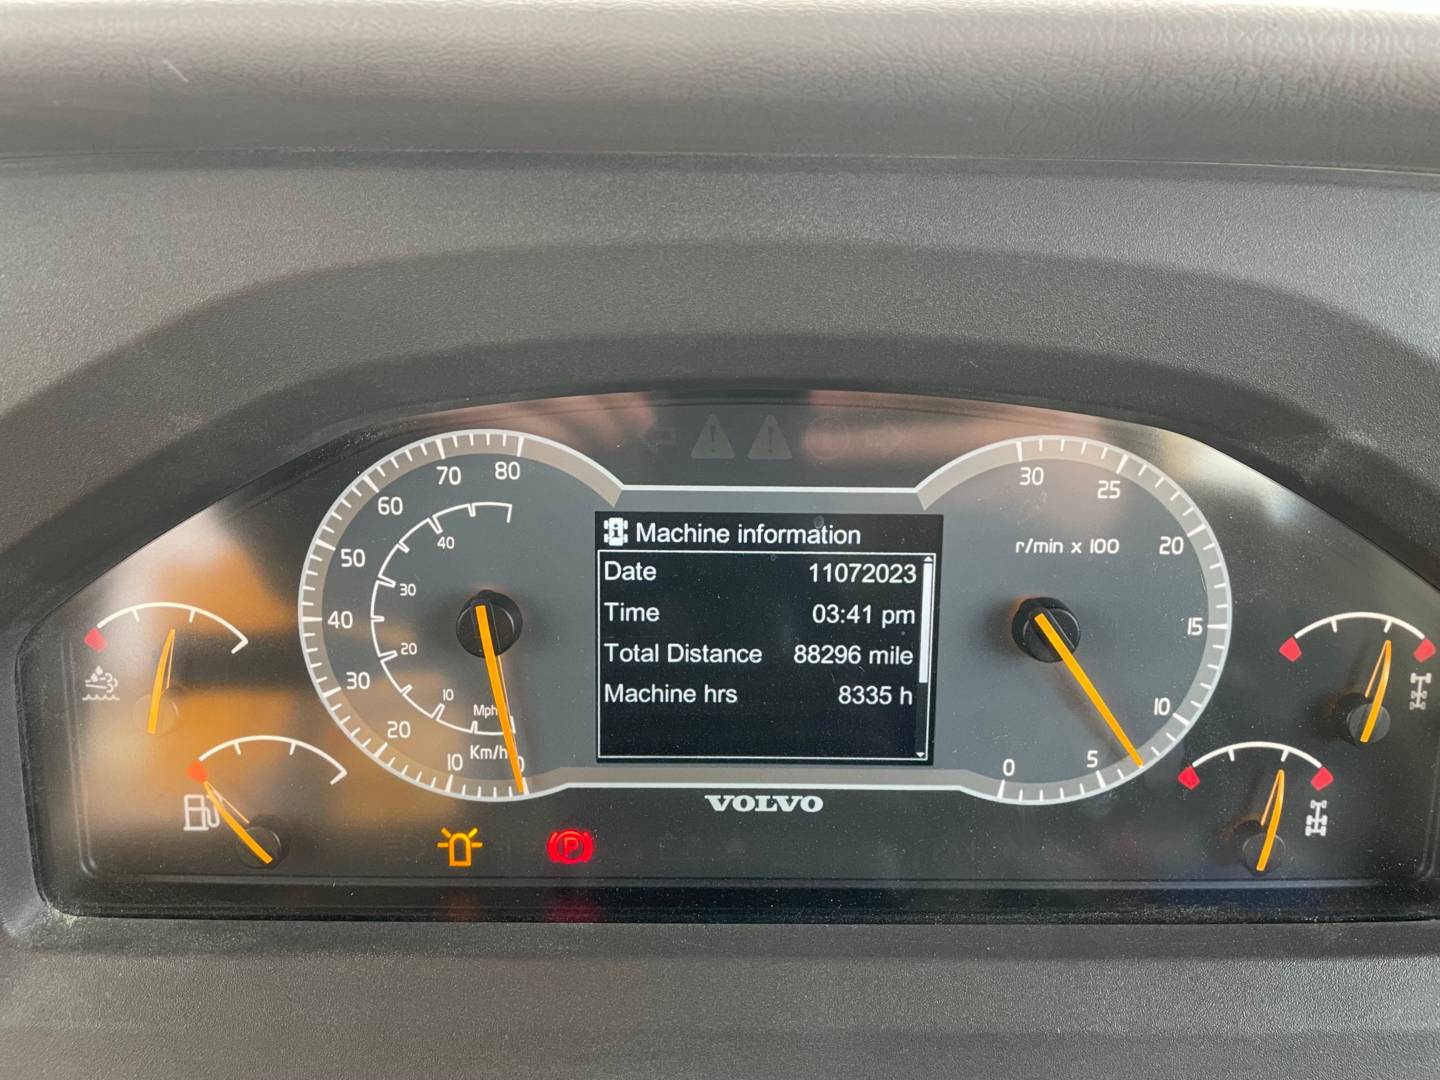 80
70
60
50
40
30
20
10
0
40
30
20
10
Mph
Km/h
Machine information
Date 11072023
Time 03:41 pm
Total Distance 88296 mile
Machine hrs 8335 h
30
25
20
15
10
5
0
r/min x 100
VOLVO
P